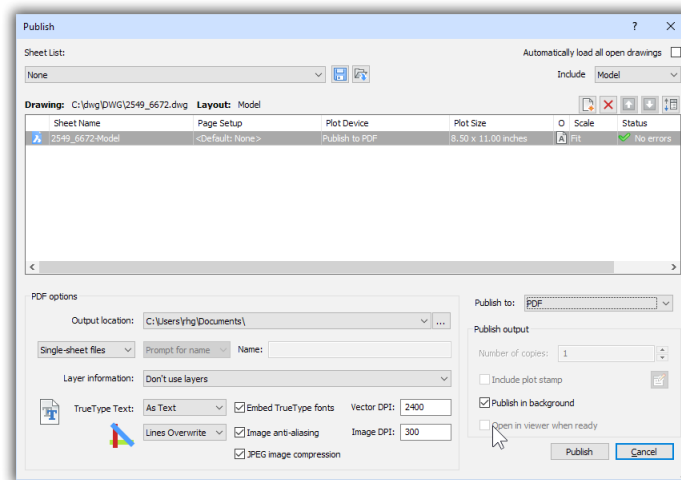 Publish ?
Sheet List: Automatically load all open drawings
None Include Model
Drawing: C:\dwg\DWG\2549_6672.dwg Layout: Model
Sheet Name Page Setup Plot Device Plot Size O Scale Status
2549_6672-Model <Default: None> Publish to PDF 8.50 x 11.00 inches A Fit No errors
PDF options
Publish to: PDF
Output location: C:\Users\rhg\Documents\ ...
Publish output
Single-sheet files Prompt for name Name:
Number of copies: 1
Layer information: Don't use layers
Include plot stamp
TrueType Text: As Text Embed TrueType fonts Vector DPI: 2400
Publish in background
Lines Overwrite Image anti-aliasing Image DPI: 300
Open in viewer when ready
JPEG image compression
Publish Cancel